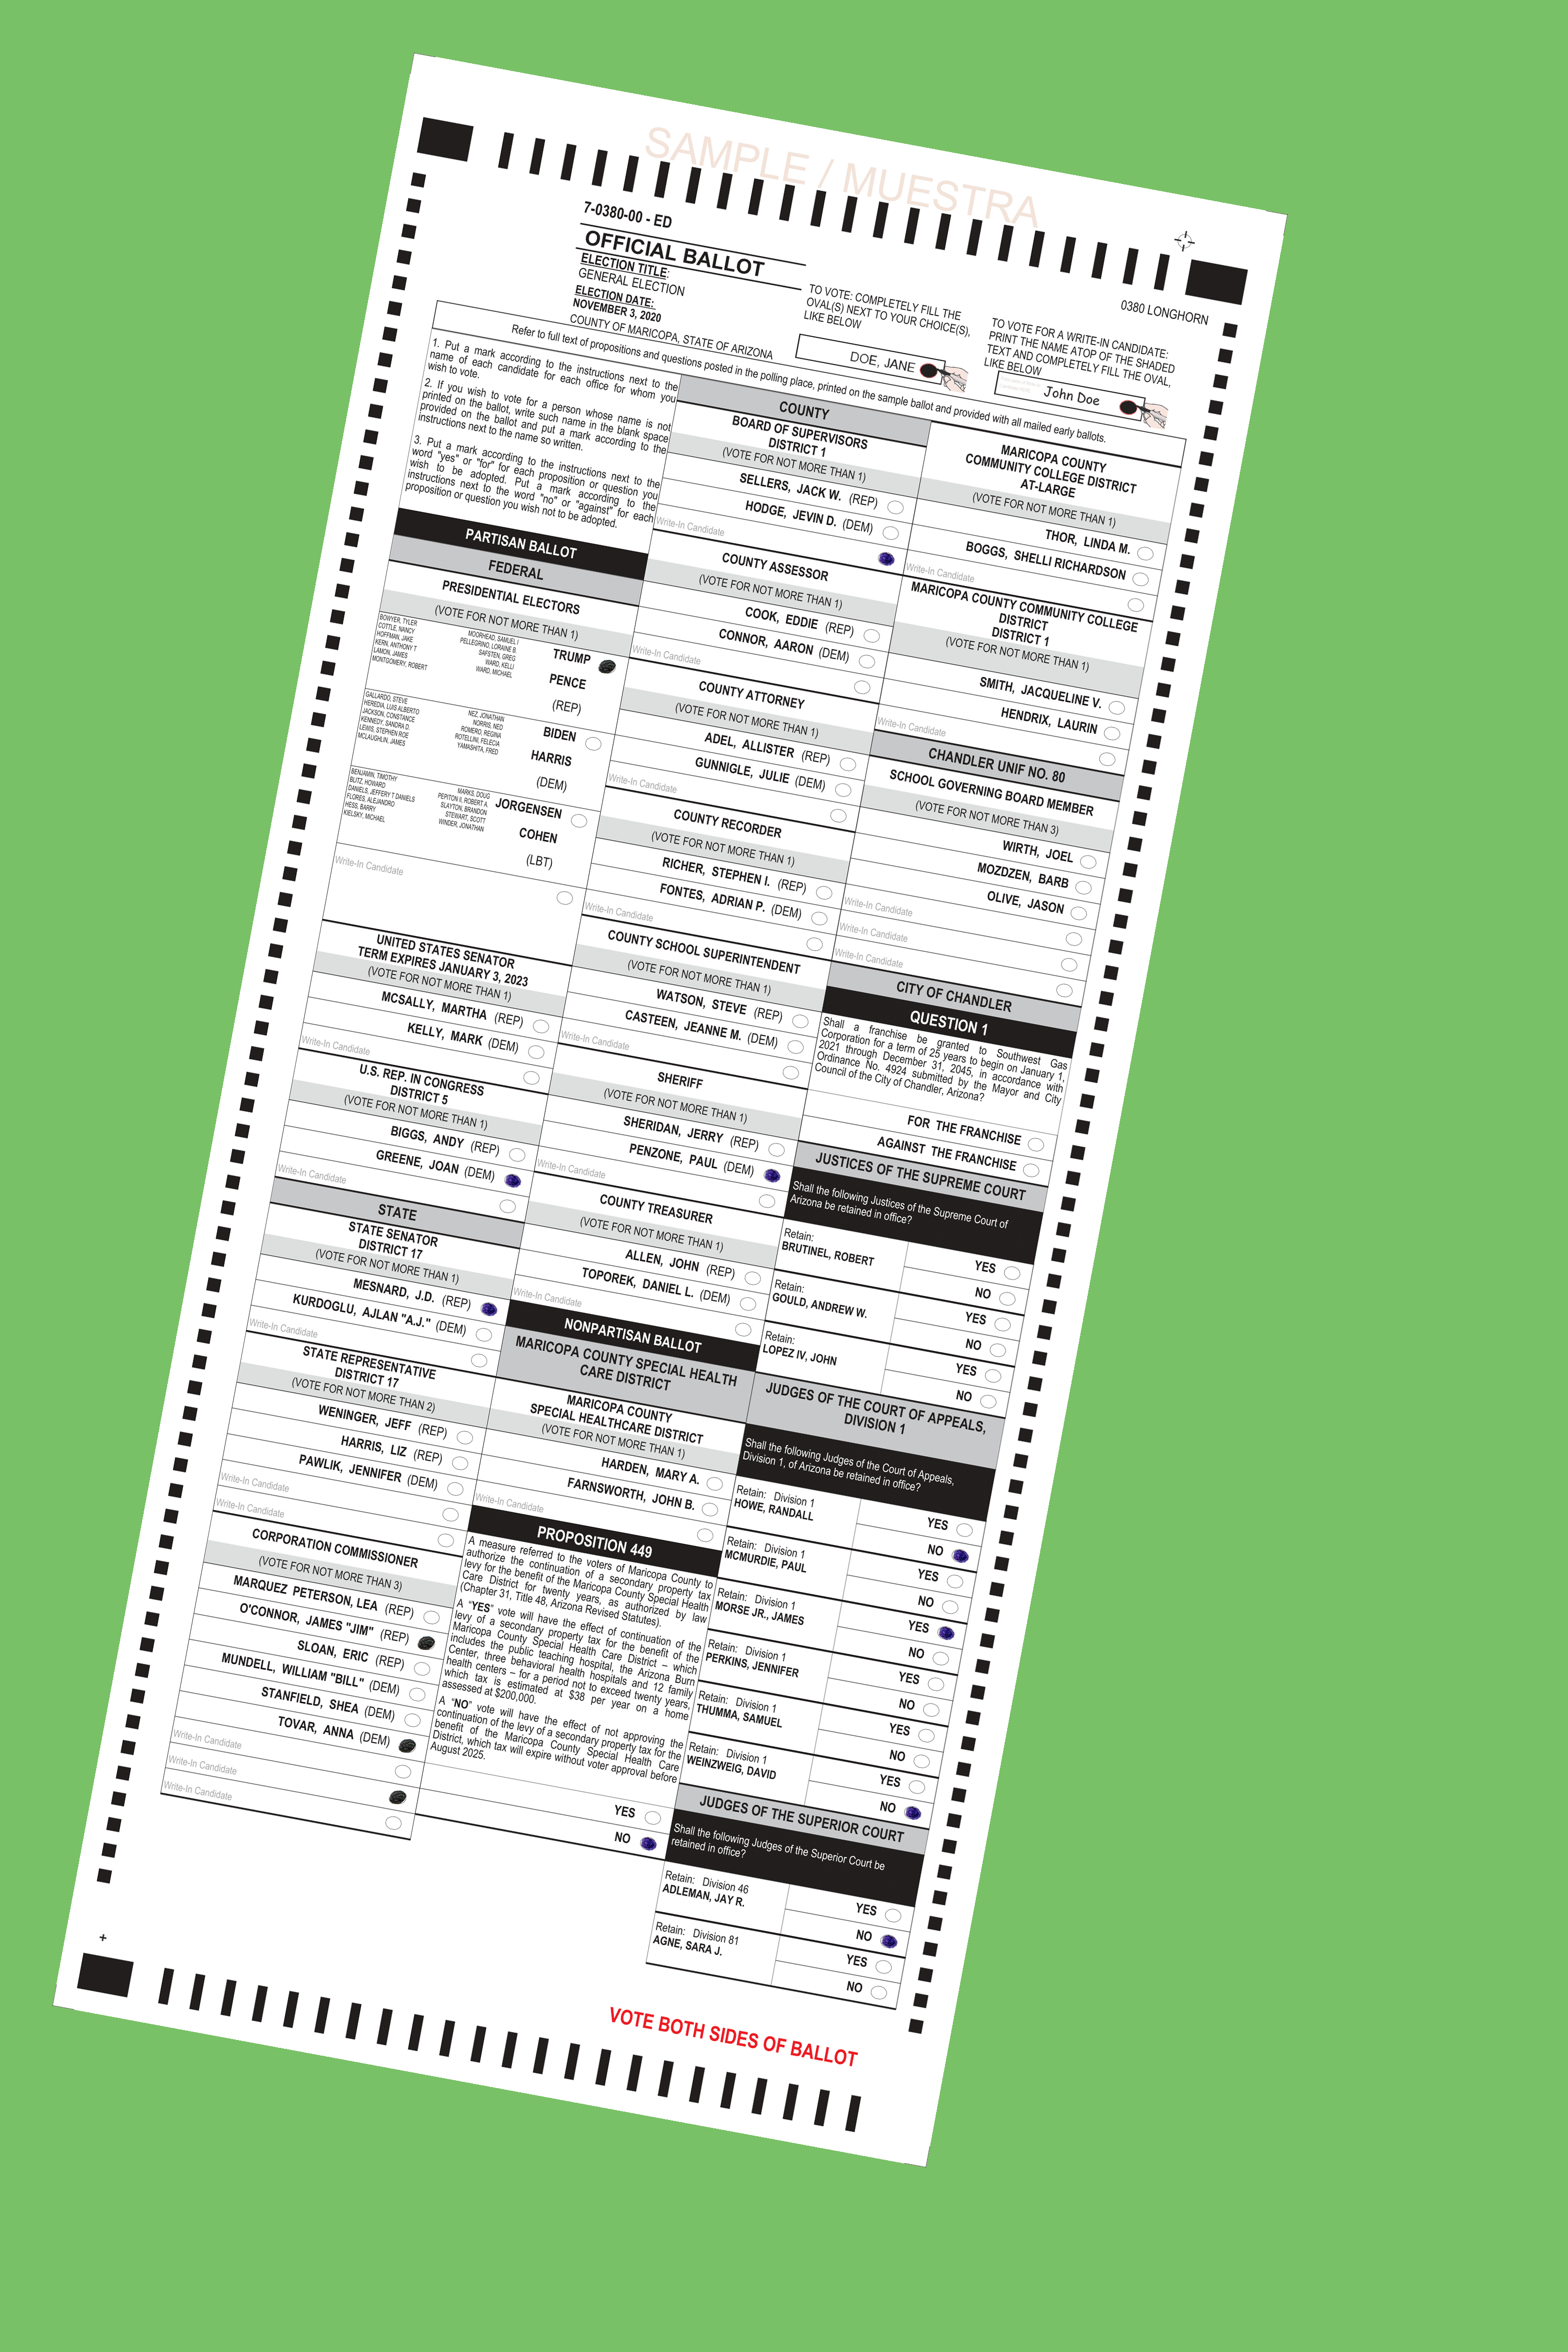 SAMPLE / MUESTRA
7-0380-00 - ED
OFFICIAL BALLOT
ELECTION TITLE:
GENERAL ELECTION
ELECTION DATE:
NOVEMBER 3, 2020
COUNTY OF MARICOPA, STATE OF ARIZONA
TO VOTE: COMPLETELY FILL THE
OVAL(S) NEXT TO YOUR CHOICE(S),
LIKE BELOW
DOE, JANE
0380 LONGHORN
TO VOTE FOR A WRITE-IN CANDIDATE:
PRINT THE NAME ATOP OF THE SHADED
TEXT AND COMPLETELY FILL THE OVAL,
LIKE BELOW
John Doe
Refer to full text of propositions and questions posted in the polling place, printed on the sample ballot and provided with all mailed early ballots.
1. Put a mark according to the instructions next to the
name of each candidate for each office for whom you
wish to vote.
2. If you wish to vote for a person whose name is not
printed on the ballot, write such name in the blank space
provided on the ballot and put a mark according to the
instructions next to the name so written.
3. Put a mark according to the instructions next to the
word "yes" or "for" for each proposition or question you
wish to be adopted. Put a mark according to the
instructions next to the word "no" or "against" for each
proposition or question you wish not to be adopted.
PARTISAN BALLOT
FEDERAL
PRESIDENTIAL ELECTORS
(VOTE FOR NOT MORE THAN 1)
BOWYER, TYLER
COTTLE, NANCY
HOFFMAN, JAKE
KERN, ANTHONY T
LAMON, JAMES
MONTGOMERY, ROBERT
MOORHEAD, SAMUEL I
PELLEGRINO, LORAINE B.
SAFSTEN, GREG
WARD, KELLI
WARD, MICHAEL
TRUMP
PENCE
(REP)
GALLARDO, STEVE
HEREDIA, LUIS ALBERTO
JACKSON, CONSTANCE
KENNEDY, SANDRA D.
LEWIS, STEPHEN ROE
MCLAUGHLIN, JAMES
NEZ, JONATHAN
NORRIS, NED
ROMERO, REGINA
ROTELLINI, FELECIA
YAMASHITA, FRED
BIDEN
HARRIS
(DEM)
BENJAMIN, TIMOTHY
BLITZ, HOWARD
DANIELS, JEFFERY T DANIELS
FLORES, ALEJANDRO
HESS, BARRY
KIELSKY, MICHAEL
MARKS, DOUG
PEPITON II, ROBERT A.
SLAYTON, BRANDON
STEWART, SCOTT
WINDER, JONATHAN
JORGENSEN
COHEN
(LBT)
Write-In Candidate
UNITED STATES SENATOR
TERM EXPIRES JANUARY 3, 2023
(VOTE FOR NOT MORE THAN 1)
MCSALLY, MARTHA (REP)
KELLY, MARK (DEM)
Write-In Candidate
U.S. REP. IN CONGRESS
DISTRICT 5
(VOTE FOR NOT MORE THAN 1)
BIGGS, ANDY (REP)
GREENE, JOAN (DEM)
Write-In Candidate
STATE
STATE SENATOR
DISTRICT 17
(VOTE FOR NOT MORE THAN 1)
MESNARD, J.D. (REP)
KURDOGLU, AJLAN "A.J." (DEM)
Write-In Candidate
STATE REPRESENTATIVE
DISTRICT 17
(VOTE FOR NOT MORE THAN 2)
WENINGER, JEFF (REP)
HARRIS, LIZ (REP)
PAWLIK, JENNIFER (DEM)
Write-In Candidate
Write-In Candidate
CORPORATION COMMISSIONER
(VOTE FOR NOT MORE THAN 3)
MARQUEZ PETERSON, LEA (REP)
O'CONNOR, JAMES "JIM" (REP)
SLOAN, ERIC (REP)
MUNDELL, WILLIAM "BILL" (DEM)
STANFIELD, SHEA (DEM)
TOVAR, ANNA (DEM)
Write-In Candidate
Write-In Candidate
Write-In Candidate
COUNTY
BOARD OF SUPERVISORS
DISTRICT 1
(VOTE FOR NOT MORE THAN 1)
SELLERS, JACK W. (REP)
HODGE, JEVIN D. (DEM)
Write-In Candidate
COUNTY ASSESSOR
(VOTE FOR NOT MORE THAN 1)
COOK, EDDIE (REP)
CONNOR, AARON (DEM)
Write-In Candidate
COUNTY ATTORNEY
(VOTE FOR NOT MORE THAN 1)
ADEL, ALLISTER (REP)
GUNNIGLE, JULIE (DEM)
Write-In Candidate
COUNTY RECORDER
(VOTE FOR NOT MORE THAN 1)
RICHER, STEPHEN I. (REP)
FONTES, ADRIAN P. (DEM)
Write-In Candidate
COUNTY SCHOOL SUPERINTENDENT
(VOTE FOR NOT MORE THAN 1)
WATSON, STEVE (REP)
CASTEEN, JEANNE M. (DEM)
Write-In Candidate
SHERIFF
(VOTE FOR NOT MORE THAN 1)
SHERIDAN, JERRY (REP)
PENZONE, PAUL (DEM)
Write-In Candidate
COUNTY TREASURER
(VOTE FOR NOT MORE THAN 1)
ALLEN, JOHN (REP)
TOPOREK, DANIEL L. (DEM)
Write-In Candidate
NONPARTISAN BALLOT
MARICOPA COUNTY SPECIAL HEALTH
CARE DISTRICT
MARICOPA COUNTY
SPECIAL HEALTHCARE DISTRICT
(VOTE FOR NOT MORE THAN 1)
HARDEN, MARY A.
FARNSWORTH, JOHN B.
Write-In Candidate
PROPOSITION 449
A measure referred to the voters of Maricopa County to
authorize the continuation of a secondary property tax
levy for the benefit of the Maricopa County Special Health
Care District for twenty years, as authorized by law
(Chapter 31, Title 48, Arizona Revised Statutes).
A "YES" vote will have the effect of continuation of the
levy of a secondary property tax for the benefit of the
Maricopa County Special Health Care District – which
includes the public teaching hospital, the Arizona Burn
Center, three behavioral health hospitals and 12 family
health centers – for a period not to exceed twenty years,
which tax is estimated at $38 per year on a home
assessed at $200,000.
A "NO" vote will have the effect of not approving the
continuation of the levy of a secondary property tax for the
benefit of the Maricopa County Special Health Care
District, which tax will expire without voter approval before
August 2025.
YES
NO
MARICOPA COUNTY
COMMUNITY COLLEGE DISTRICT
AT-LARGE
(VOTE FOR NOT MORE THAN 1)
THOR, LINDA M.
BOGGS, SHELLI RICHARDSON
Write-In Candidate
MARICOPA COUNTY COMMUNITY COLLEGE
DISTRICT
DISTRICT 1
(VOTE FOR NOT MORE THAN 1)
SMITH, JACQUELINE V.
HENDRIX, LAURIN
Write-In Candidate
CHANDLER UNIF NO. 80
SCHOOL GOVERNING BOARD MEMBER
(VOTE FOR NOT MORE THAN 3)
WIRTH, JOEL
MOZDZEN, BARB
OLIVE, JASON
Write-In Candidate
Write-In Candidate
Write-In Candidate
CITY OF CHANDLER
QUESTION 1
Shall a franchise be granted to Southwest Gas
Corporation for a term of 25 years to begin on January 1,
2021 through December 31, 2045, in accordance with
Ordinance No. 4924 submitted by the Mayor and City
Council of the City of Chandler, Arizona?
FOR THE FRANCHISE
AGAINST THE FRANCHISE
JUSTICES OF THE SUPREME COURT
Shall the following Justices of the Supreme Court of
Arizona be retained in office?
Retain:
BRUTINEL, ROBERT
YES
NO
Retain:
GOULD, ANDREW W.
YES
NO
Retain:
LOPEZ IV, JOHN
YES
NO
JUDGES OF THE COURT OF APPEALS,
DIVISION 1
Shall the following Judges of the Court of Appeals,
Division 1, of Arizona be retained in office?
Retain: Division 1
HOWE, RANDALL
YES
NO
Retain: Division 1
MCMURDIE, PAUL
YES
NO
Retain: Division 1
MORSE JR., JAMES
YES
NO
Retain: Division 1
PERKINS, JENNIFER
YES
NO
Retain: Division 1
THUMMA, SAMUEL
YES
NO
Retain: Division 1
WEINZWEIG, DAVID
YES
NO
JUDGES OF THE SUPERIOR COURT
Shall the following Judges of the Superior Court be
retained in office?
Retain: Division 46
ADLEMAN, JAY R.
YES
NO
Retain: Division 81
AGNE, SARA J.
YES
NO
VOTE BOTH SIDES OF BALLOT